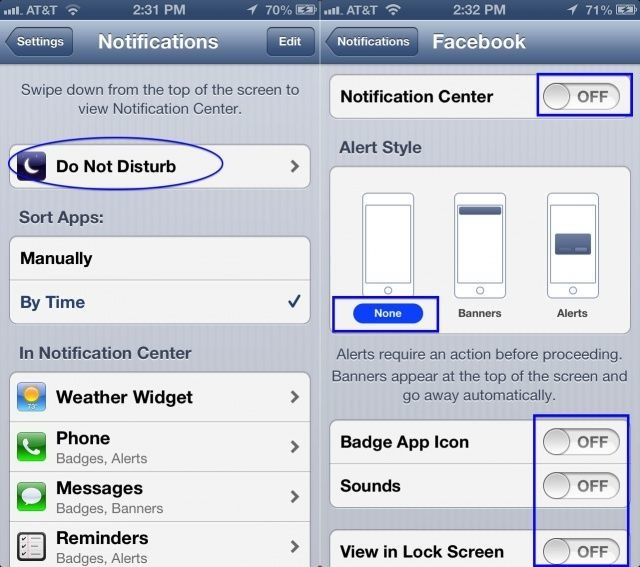 AT&T 2:31 PM 70%
Settings Notifications Edit
Swipe down from the top of the screen to
view Notification Center.
Do Not Disturb
Sort Apps:
Manually
By Time
In Notification Center
73°
Weather Widget
Phone
Badges, Alerts
Messages
Badges, Banners
Reminders
Badges, Alerts
AT&T 2:32 PM 71%
Notifications Facebook
Notification Center OFF
Alert Style
None Banners Alerts
Alerts require an action before proceeding.
Banners appear at the top of the screen and
go away automatically.
Badge App Icon OFF
Sounds OFF
View in Lock Screen OFF